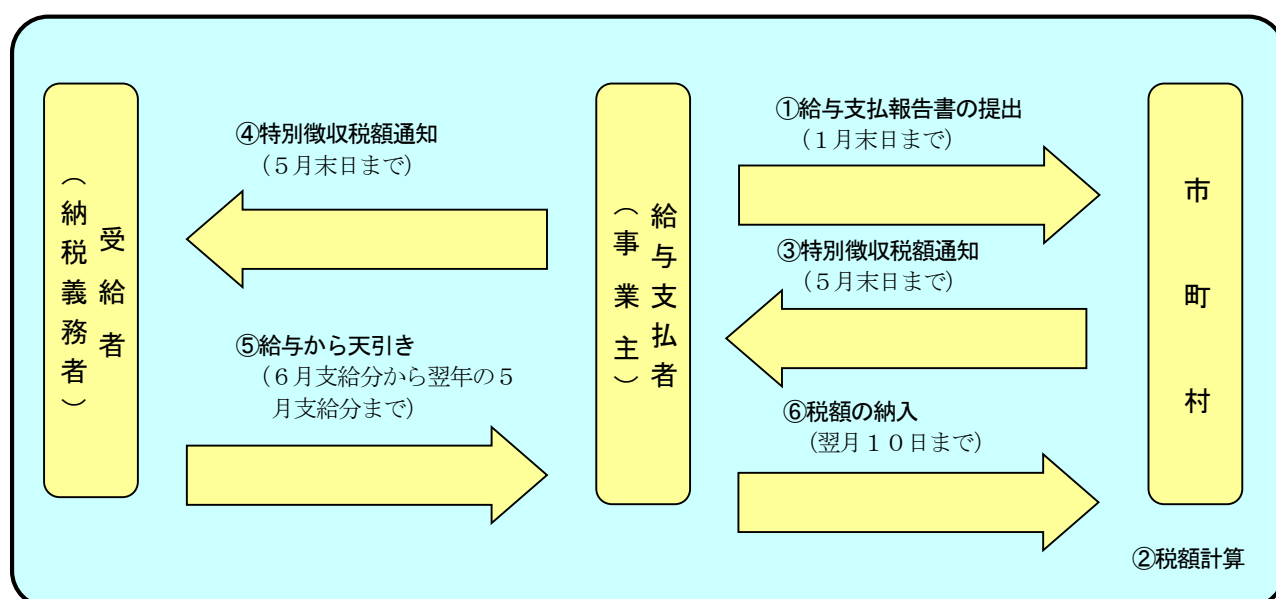 受給者
（納税義務者）
④特別徴収税額通知
（５月末日まで）
⑤給与から天引き
（６月支給分から翌年の５
月支給分まで）
給与支払者
（事業主）
①給与支払報告書の提出
（１月末日まで）
③特別徴収税額通知
（５月末日まで）
⑥税額の納入
（翌月１０日まで）
市町村
②税額計算